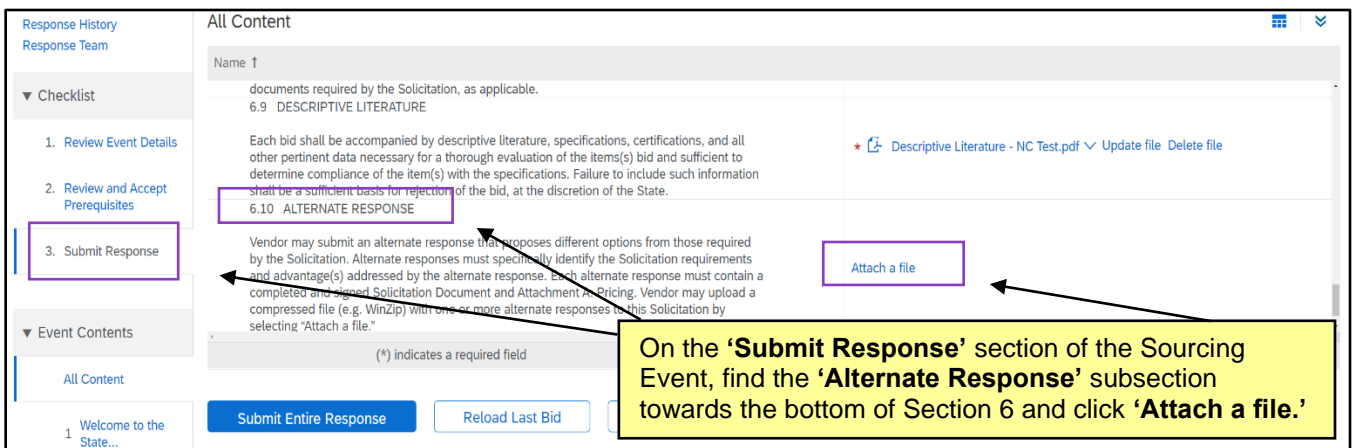 Response History
Response Team
▼ Checklist
1. Review Event Details
2. Review and Accept
Prerequisites
3. Submit Response
▼ Event Contents
All Content
1 Welcome to the
State...
All Content
Name ↑
documents required by the Solicitation, as applicable.
6.9 DESCRIPTIVE LITERATURE
Each bid shall be accompanied by descriptive literature, specifications, certifications, and all
other pertinent data necessary for a thorough evaluation of the items(s) bid and sufficient to
determine compliance of the item(s) with the specifications. Failure to include such information
shall be a sufficient basis for rejection of the bid, at the discretion of the State.
* Descriptive Literature - NC Test.pdf Update file Delete file
6.10 ALTERNATE RESPONSE
Vendor may submit an alternate response that proposes different options from those required
by the Solicitation. Alternate responses must specifically identify the Solicitation requirements
and advantage(s) addressed by the alternate response. Each alternate response must contain a
completed and signed Solicitation Document and Attachment A: Pricing. Vendor may upload a
compressed file (e.g. WinZip) with one or more alternate responses to this Solicitation by
selecting "Attach a file."
Attach a file
(*) indicates a required field
Submit Entire Response
Reload Last Bid
On the ‘Submit Response’ section of the Sourcing
Event, find the ‘Alternate Response’ subsection
towards the bottom of Section 6 and click ‘Attach a file.’